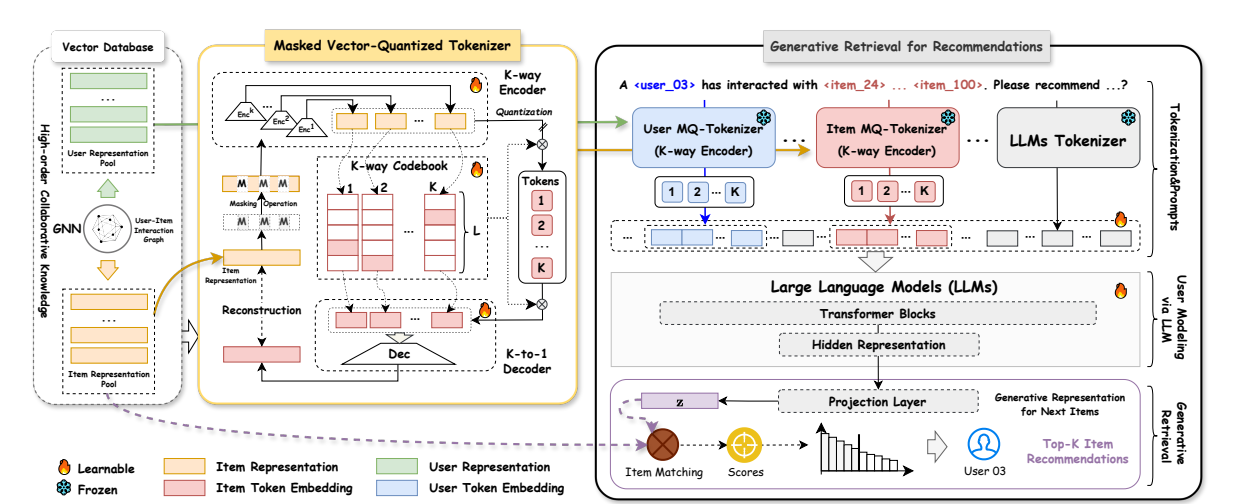 Vector Database
Masked Vector-Quantized Tokenizer
Generative Retrieval for Recommendations
High-order Collaborative Knowledge
...
User Representation
Pool
GNN
User-Item
Interaction
Graph
...
Item Representation
Pool
K-way
Encoder
Enc^k
...
Enc^2
Enc^1
...
Quantization
K-way Codebook
1
2
K
...
L
M M M
Masking Operation
M M M
Item
Representation
Reconstruction
Tokens
1
2
...
K
...
Dec
K-to-1
Decoder
A <user_03> has interacted with <item_24> ... <item_100>. Please recommend ...?
User MQ-Tokenizer
(K-way Encoder)
...
Item MQ-Tokenizer
(K-way Encoder)
...
LLMs Tokenizer
1 2 ... K
1 2 ... K
... ... ... ... ... ...
Tokenization&Prompts
Large Language Models (LLMs)
Transformer Blocks
Hidden Representation
User Modeling
via LLM
z
Projection Layer
Generative Representation
for Next Items
Item Matching
Scores
User 03
Top-K Item
Recommendations
Generative
Retrieval
Learnable
Frozen
Item Representation
Item Token Embedding
User Representation
User Token Embedding